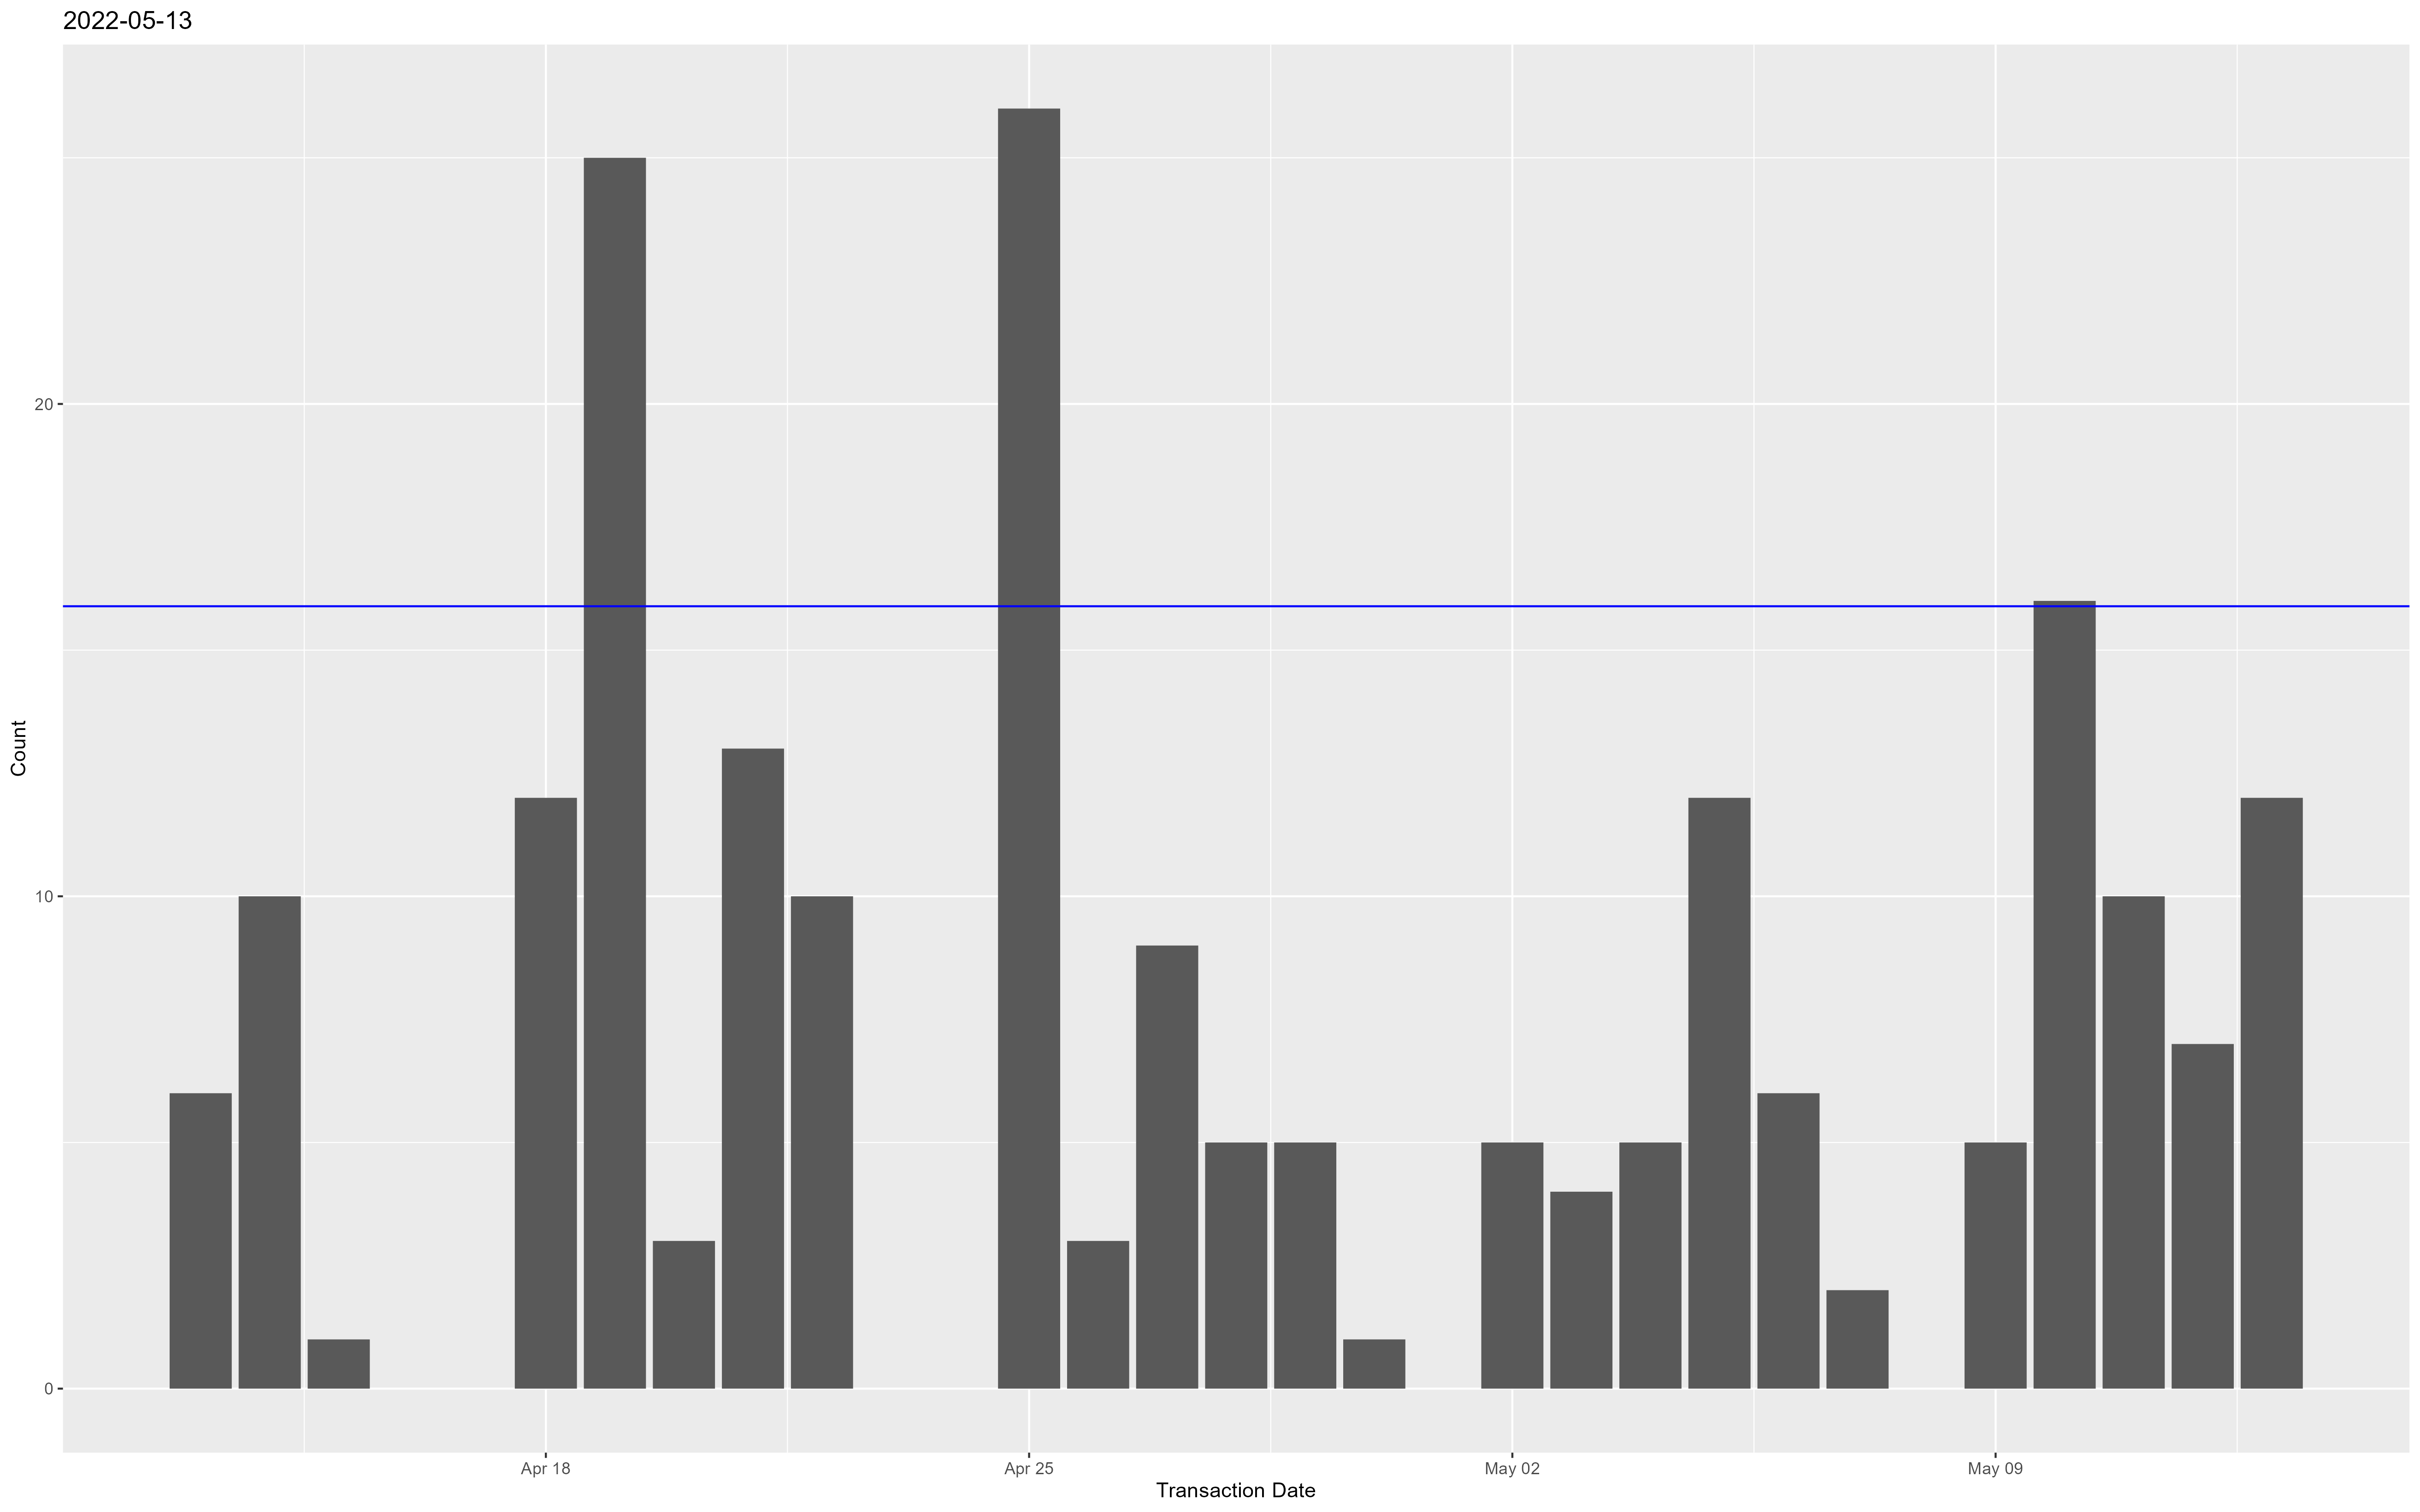 2022-05-13
Count
20
10
0
Apr 18
Apr 25
May 02
May 09
Transaction Date